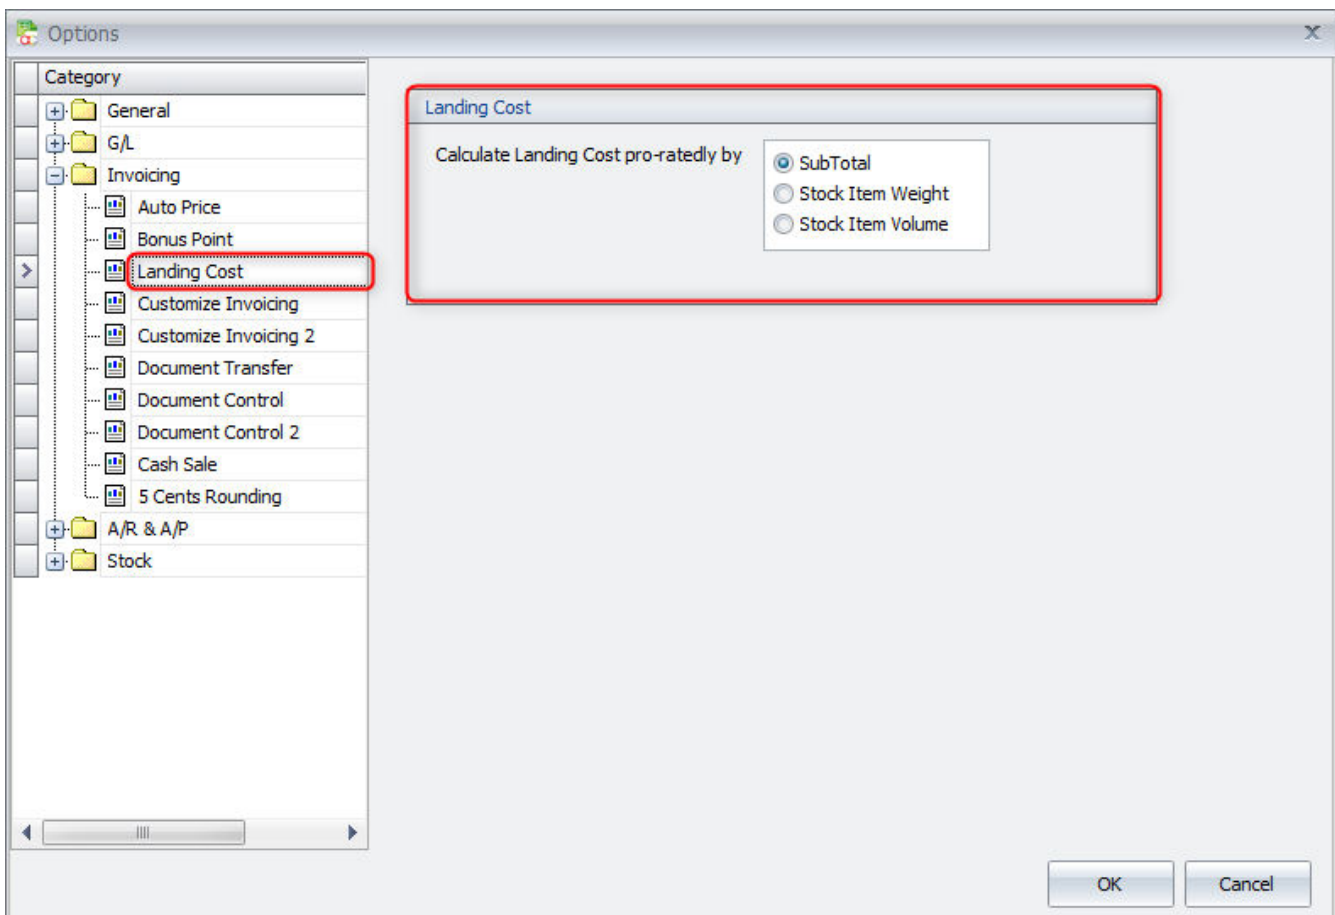 Options
Category
General
G/L
Invoicing
Auto Price
Bonus Point
Landing Cost
Customize Invoicing
Customize Invoicing 2
Document Transfer
Document Control
Document Control 2
Cash Sale
5 Cents Rounding
A/R & A/P
Stock
Landing Cost
Calculate Landing Cost pro-ratedly by
SubTotal
Stock Item Weight
Stock Item Volume
OK Cancel